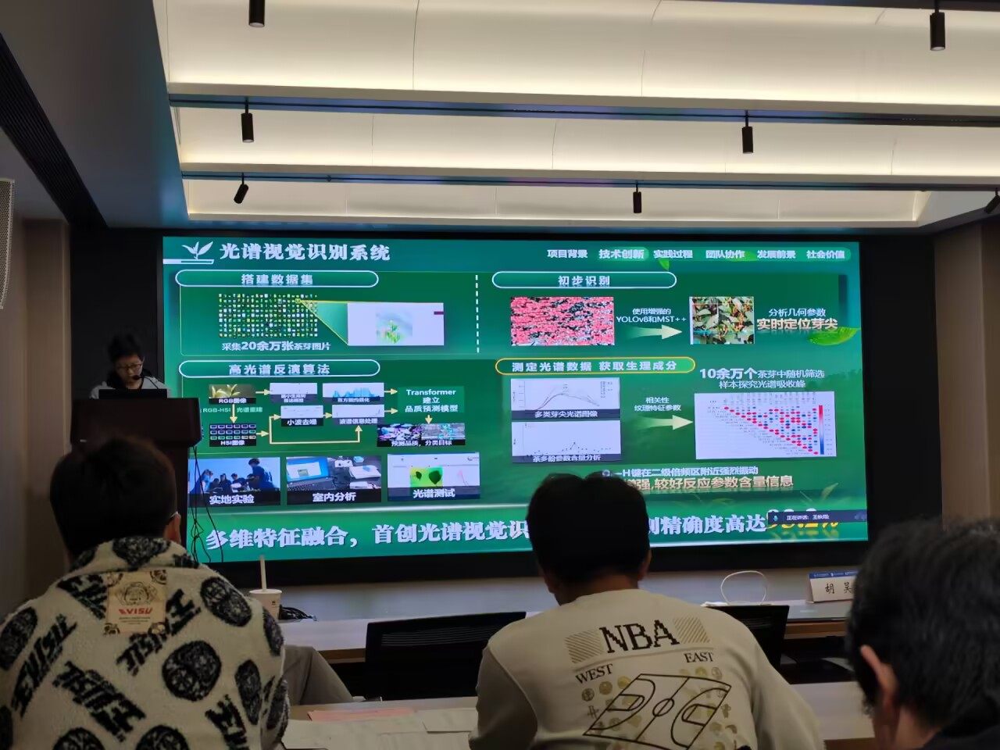 光谱视觉识别系统
项目背景 技术创新 实践过程 团队协作 发展前景 社会价值
搭建数据集
采集20余万张茶芽图片
初步识别
使用增强的
YOLOv8和MST++
分析几何参数
实时定位芽尖
高光谱反演算法
RGB图像
RGB-HSI 光谱重建
HSI图像
小波去噪
波谱信息处理
Transformer
建立
品质预测模型
预测品质，分类目标
实地实验
室内分析
光谱测试
测定光谱数据 获取生理成分
多类芽尖光谱图像
茶多酚参数含量分析
相关性
纹理特征参数
10余万个茶芽中随机筛选
样本探究光谱吸收峰
-H键在二级倍频区附近强烈振动
增强,较好反应参数含量信息
多维特征融合，首创光谱视觉识
别精确度高达
正在讲话:
胡
EVISU
NBA
WEST
EAST